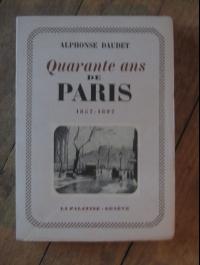 ALPHONSE DAUDET
Quarante ans
DE
PARIS
1857-1897
LA PALATINE - GENÈVE